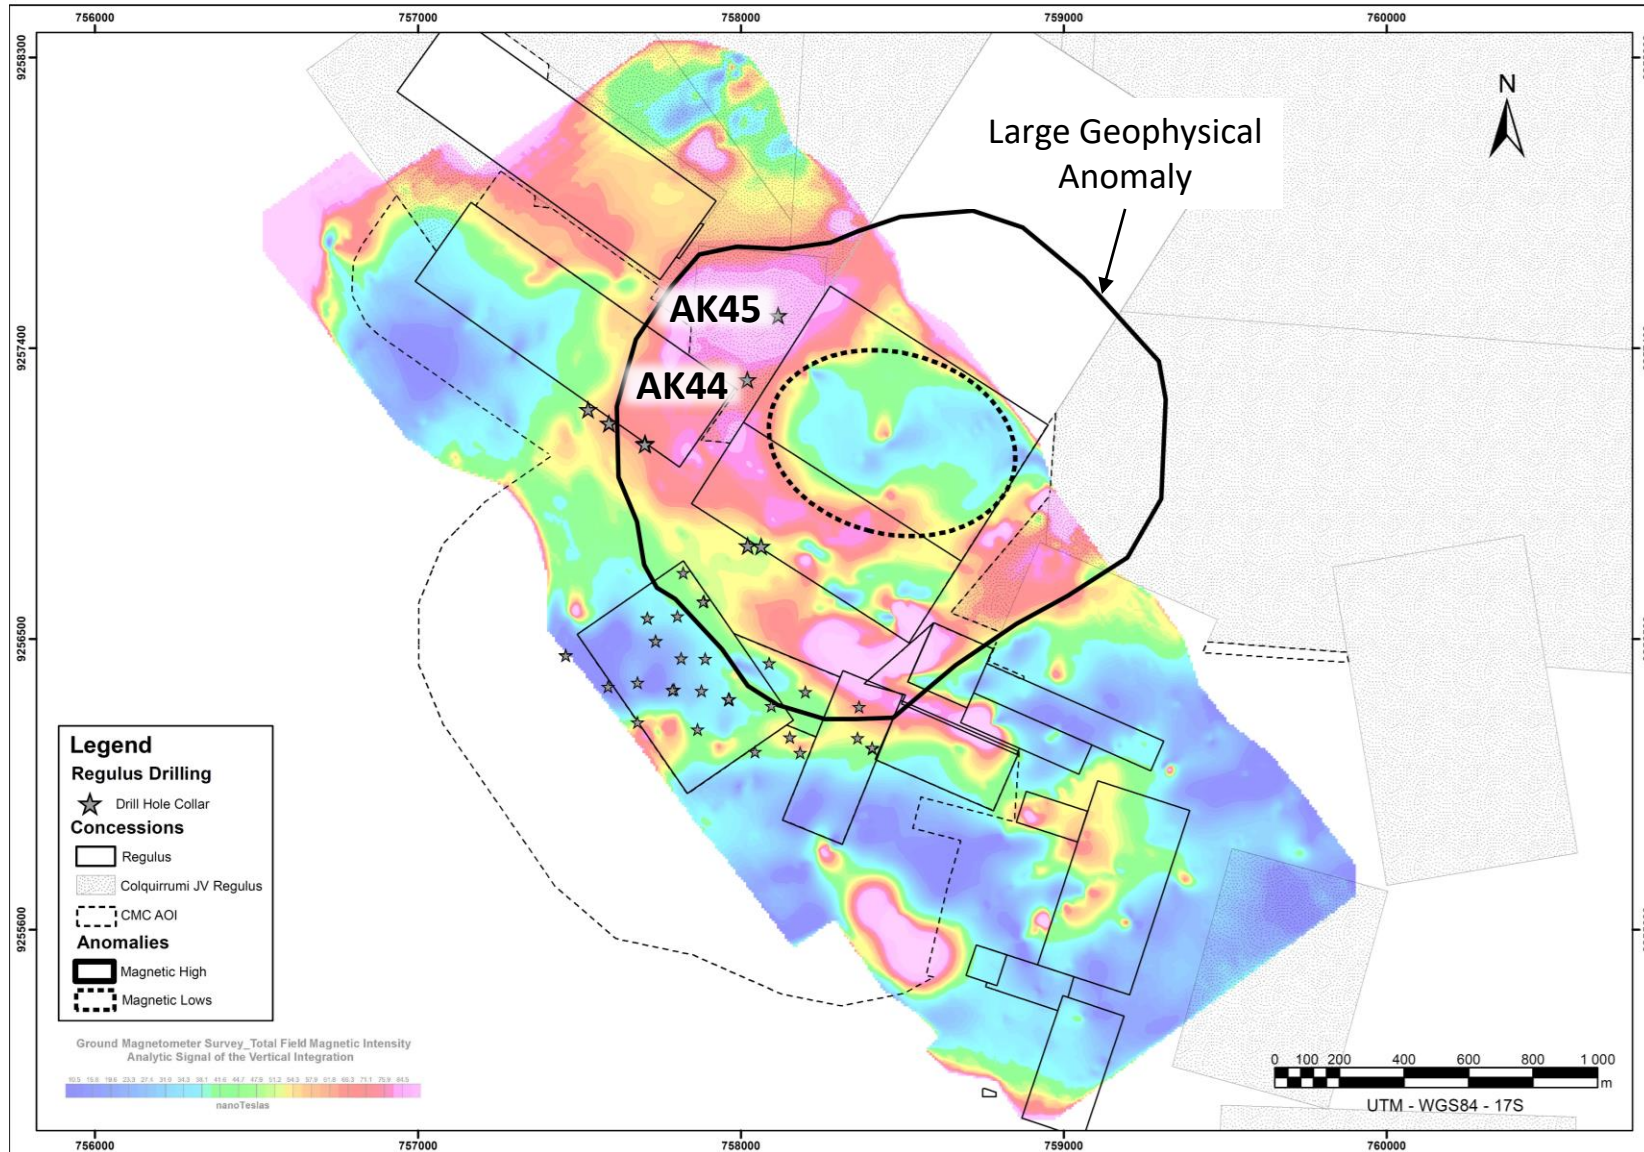 756000 757000 758000 759000 760000
9258300
N
Large Geophysical
Anomaly
AK45
9257400
AK44
9256500
Legend
Regulus Drilling
Drill Hole Collar
Concessions
Regulus
Colquirrumi JV Regulus
CMC AOI
Anomalies
Magnetic High
Magnetic Lows
9255600
Ground Magnetometer Survey_Total Field Magnetic Intensity
Analytic Signal of the Vertical Integration
nanoTeslas
0 100 200 400 600 800 1 000
m
UTM - WGS84 - 17S
756000 757000 758000 759000 760000